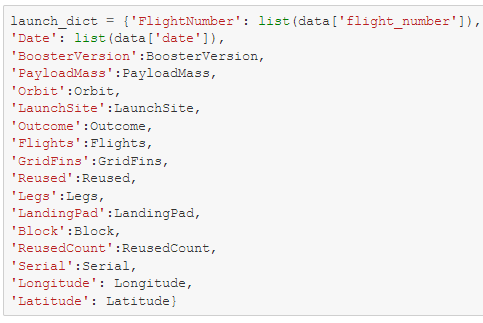 launch_dict = {'FlightNumber': list(data['flight_number']),
'Date': list(data['date']),
'BoosterVersion':BoosterVersion,
'PayloadMass':PayloadMass,
'Orbit':Orbit,
'LaunchSite':LaunchSite,
'Outcome':Outcome,
'Flights':Flights,
'GridFins':GridFins,
'Reused':Reused,
'Legs':Legs,
'LandingPad':LandingPad,
'Block':Block,
'ReusedCount':ReusedCount,
'Serial':Serial,
'Longitude': Longitude,
'Latitude': Latitude}